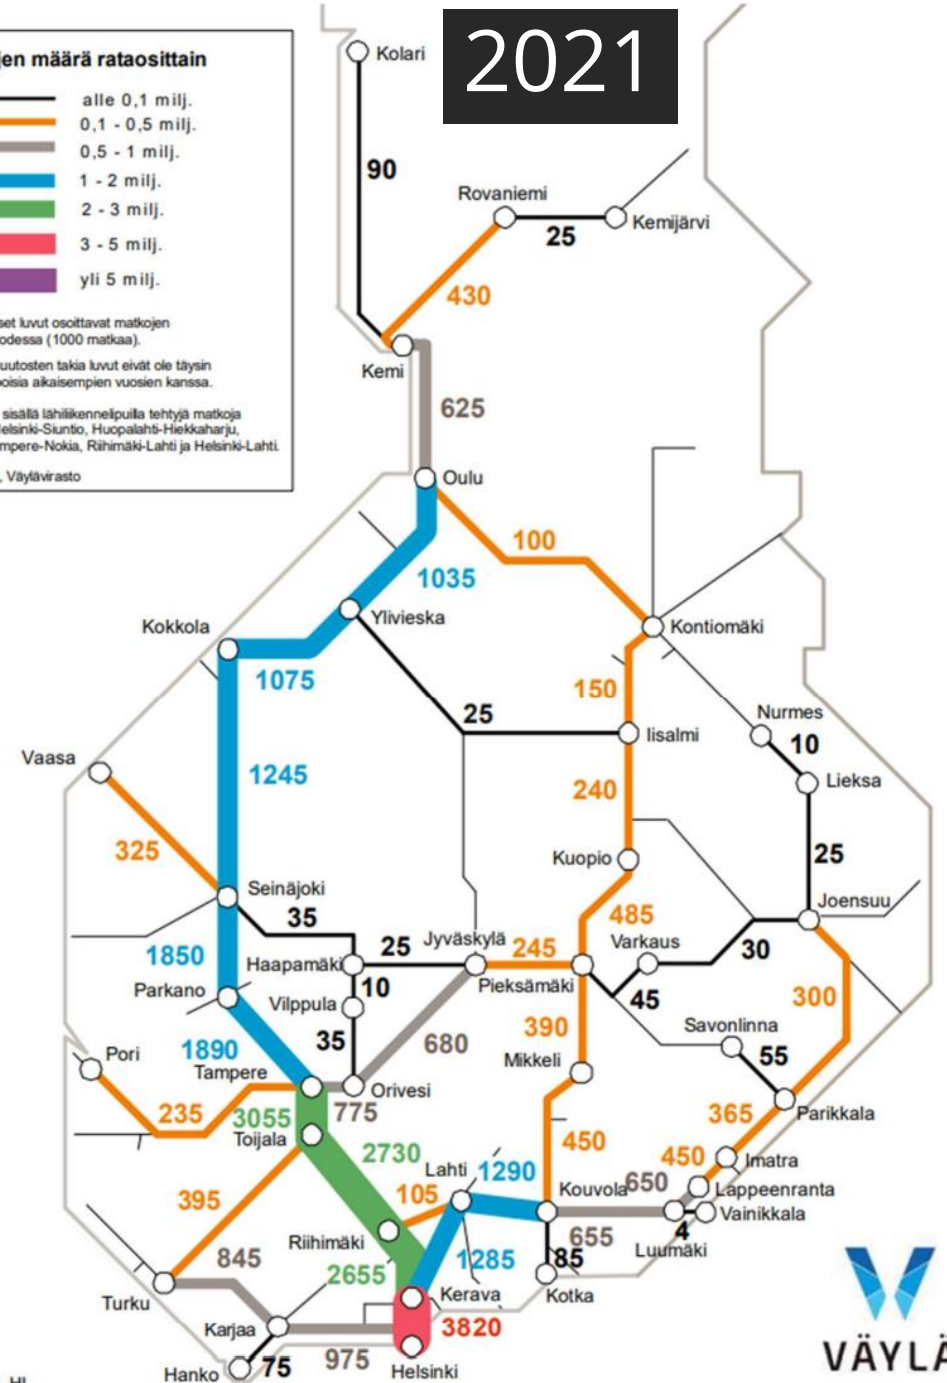 2021
jen määrä rataosittain
alle 0,1 milj.
0,1 - 0,5 milj.
0,5 - 1 milj.
1 - 2 milj.
2 - 3 milj.
3 - 5 milj.
yli 5 milj.
set luvut osoittavat matkojen
odessa (1000 matkaa).
uutosten takia luvut eivät ole täysin
oisia aikaisempien vuosien kanssa.
sisällä lähiliikennelipuilla tehtyjä matkoja
elsinki-Siuntio, Huopalahti-Hiekkaharju,
mpere-Nokia, Riihimäki-Lahti ja Helsinki-Lahti.
, Väylävirasto
Kolari
90
Rovaniemi
25
Kemijärvi
430
Kemi
625
Oulu
100
1035
Ylivieska
Kokkola
Kontiomäki
1075
150
25
Nurmes
Iisalmi
10
Vaasa
1245
240
Lieksa
325
25
Kuopio
Seinäjoki
Joensuu
35
485
1850
25
Jyväskylä
245
Varkaus
30
Haapamäki
Parkano
10
Pieksämäki
45
300
Vilppula
390
Savonlinna
1890
35
680
Pori
Mikkeli
55
Tampere
Orivesi
235
3055
775
365
Parikkala
Toijala
2730
450
450
Imatra
Lahti
1290
395
105
Kouvola
650
Lappeenranta
Vainikkala
Riihimäki
655
4
Luumäki
845
2655
1285
85
Turku
Kerava
Kotka
Karjaa
3820
975
Hanko
75
Helsinki
VÄYLÄ